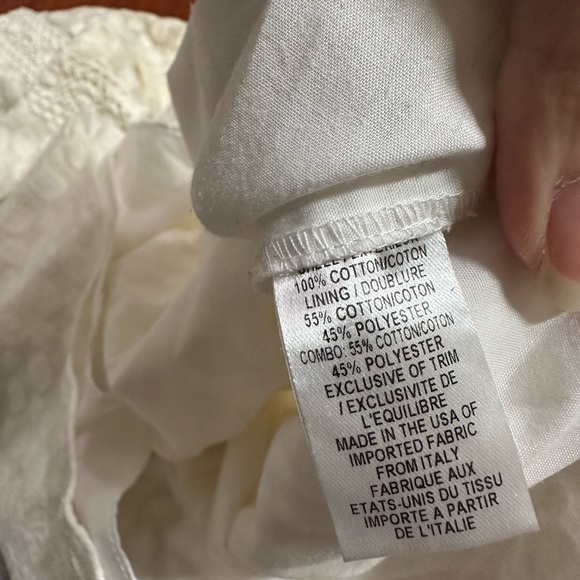 SHELL / EXTERIEUR
100% COTTON/COTON
LINING / DOUBLURE
55% COTTON/COTON
45% POLYESTER
COMBO: 55% COTTON/COTON
45% POLYESTER
EXCLUSIVE OF TRIM
/ EXCLUSIVITE DE
L'EQUILIBRE
MADE IN THE USA OF
IMPORTED FABRIC
FROM ITALY
FABRIQUE AUX
ETATS-UNIS DU TISSU
IMPORTE A PARTIR
DE L'ITALIE